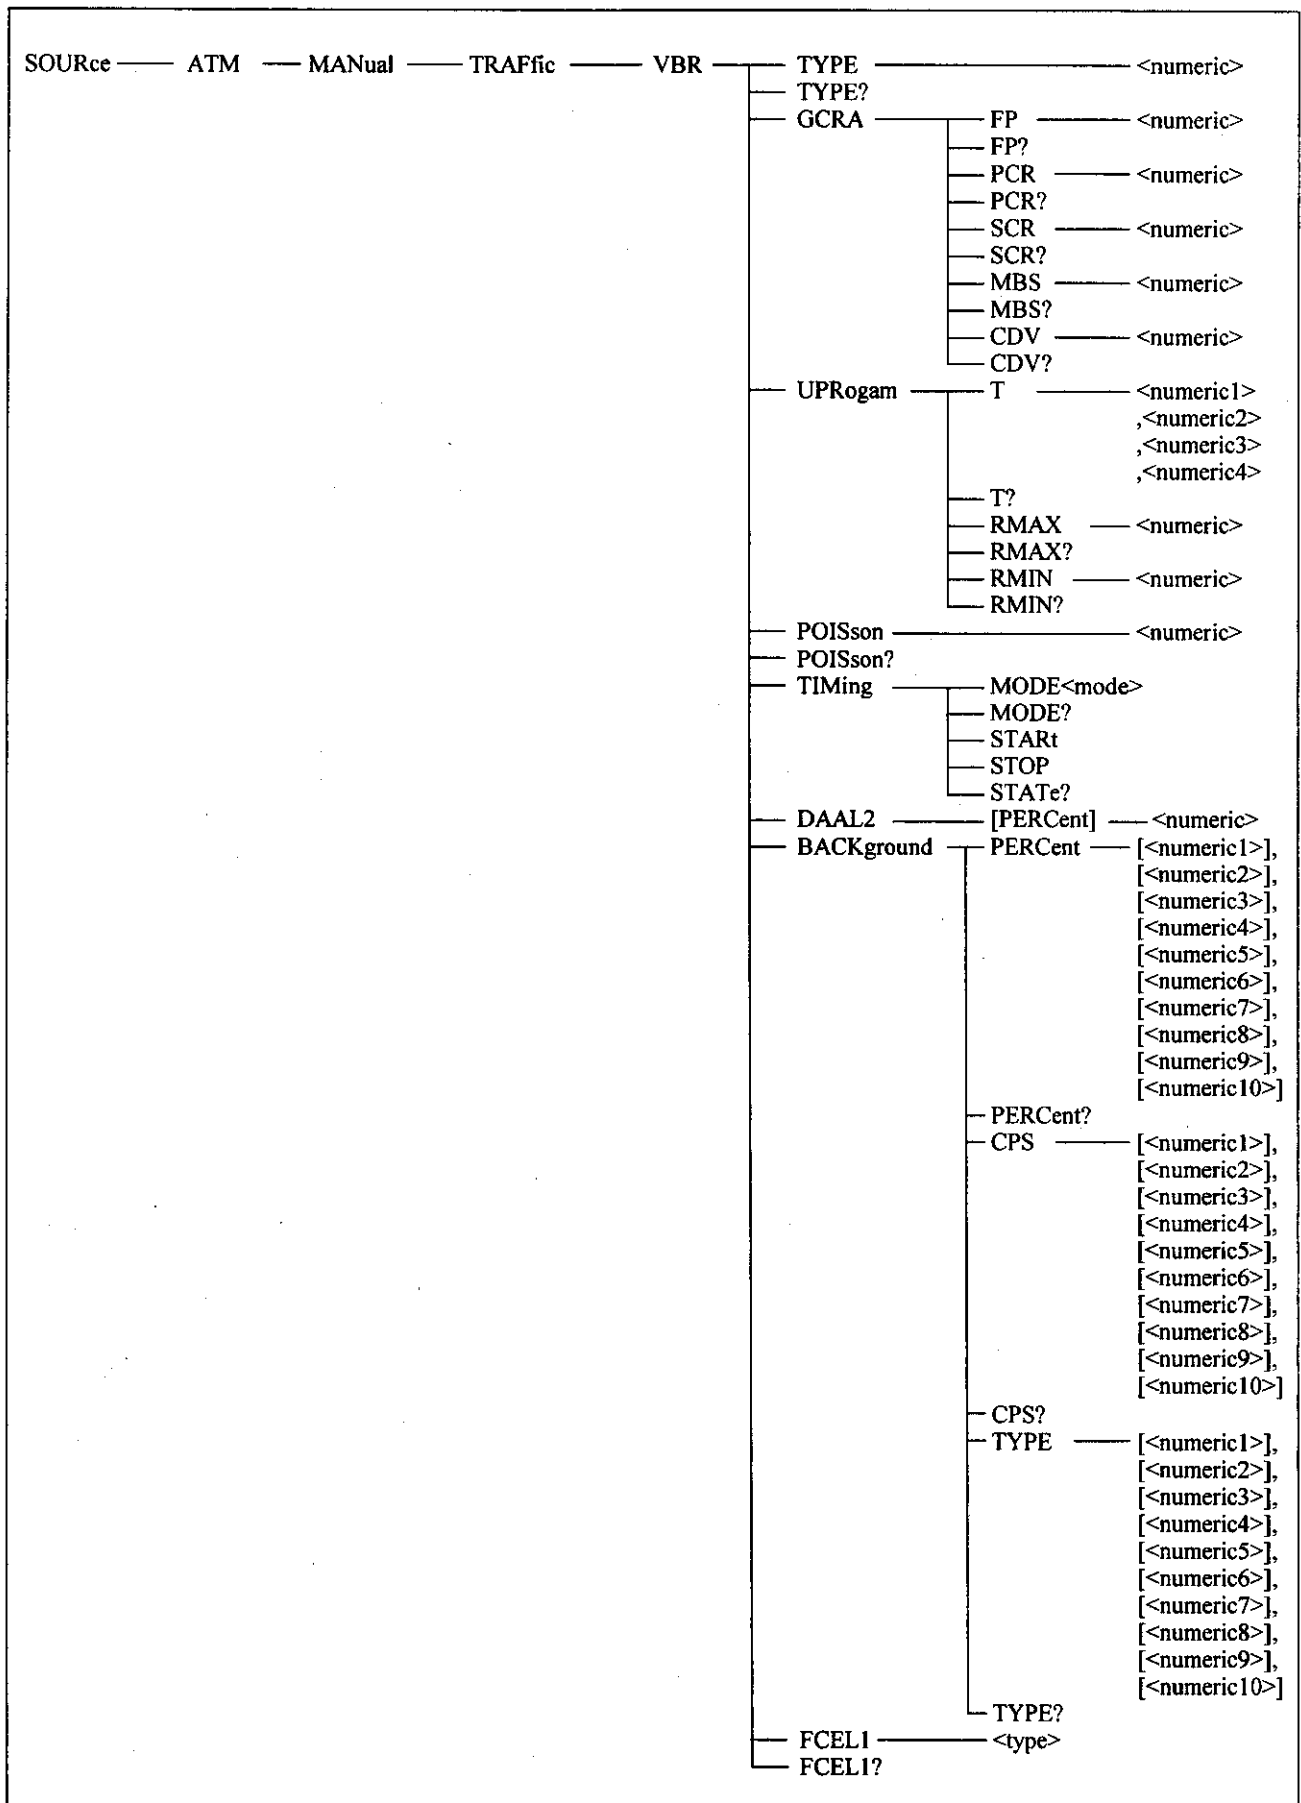 SOURce ATM MANual TRAFfic VBR TYPE <numeric>
TYPE?
GCRA FP <numeric>
FP?
PCR <numeric>
PCR?
SCR <numeric>
SCR?
MBS <numeric>
MBS?
CDV <numeric>
CDV?
UPRogam T <numeric1>
,<numeric2>
,<numeric3>
,<numeric4>
T?
RMAX <numeric>
RMAX?
RMIN <numeric>
RMIN?
POISson <numeric>
POISson?
TIMing MODE<mode>
MODE?
STARt
STOP
STATe?
DAAL2 [PERCent] <numeric>
BACKground PERCent [<numeric1>],
[<numeric2>],
[<numeric3>],
[<numeric4>],
[<numeric5>],
[<numeric6>],
[<numeric7>],
[<numeric8>],
[<numeric9>],
[<numeric10>]
PERCent?
CPS [<numeric1>],
[<numeric2>],
[<numeric3>],
[<numeric4>],
[<numeric5>],
[<numeric6>],
[<numeric7>],
[<numeric8>],
[<numeric9>],
[<numeric10>]
CPS?
TYPE [<numeric1>],
[<numeric2>],
[<numeric3>],
[<numeric4>],
[<numeric5>],
[<numeric6>],
[<numeric7>],
[<numeric8>],
[<numeric9>],
[<numeric10>]
TYPE?
FCEL1 <type>
FCEL1?